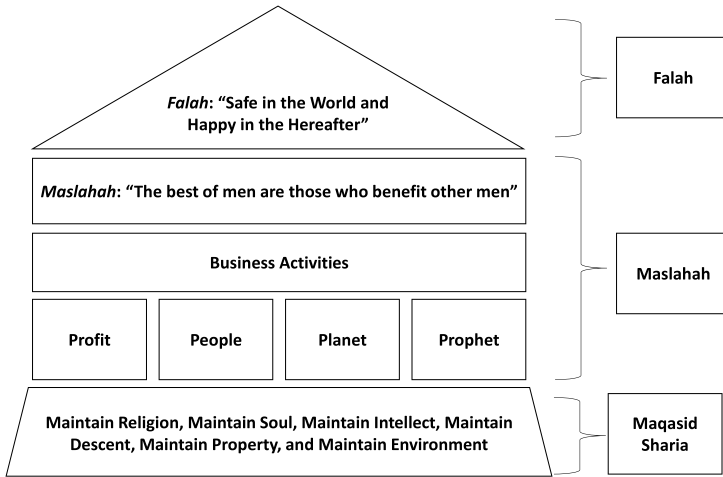 Falah: “Safe in the World and
Happy in the Hereafter”
Falah
Maslahah: “The best of men are those who benefit other men”
Business Activities
Maslahah
Profit
People
Planet
Prophet
Maintain Religion, Maintain Soul, Maintain Intellect, Maintain
Descent, Maintain Property, and Maintain Environment
Maqasid
Sharia